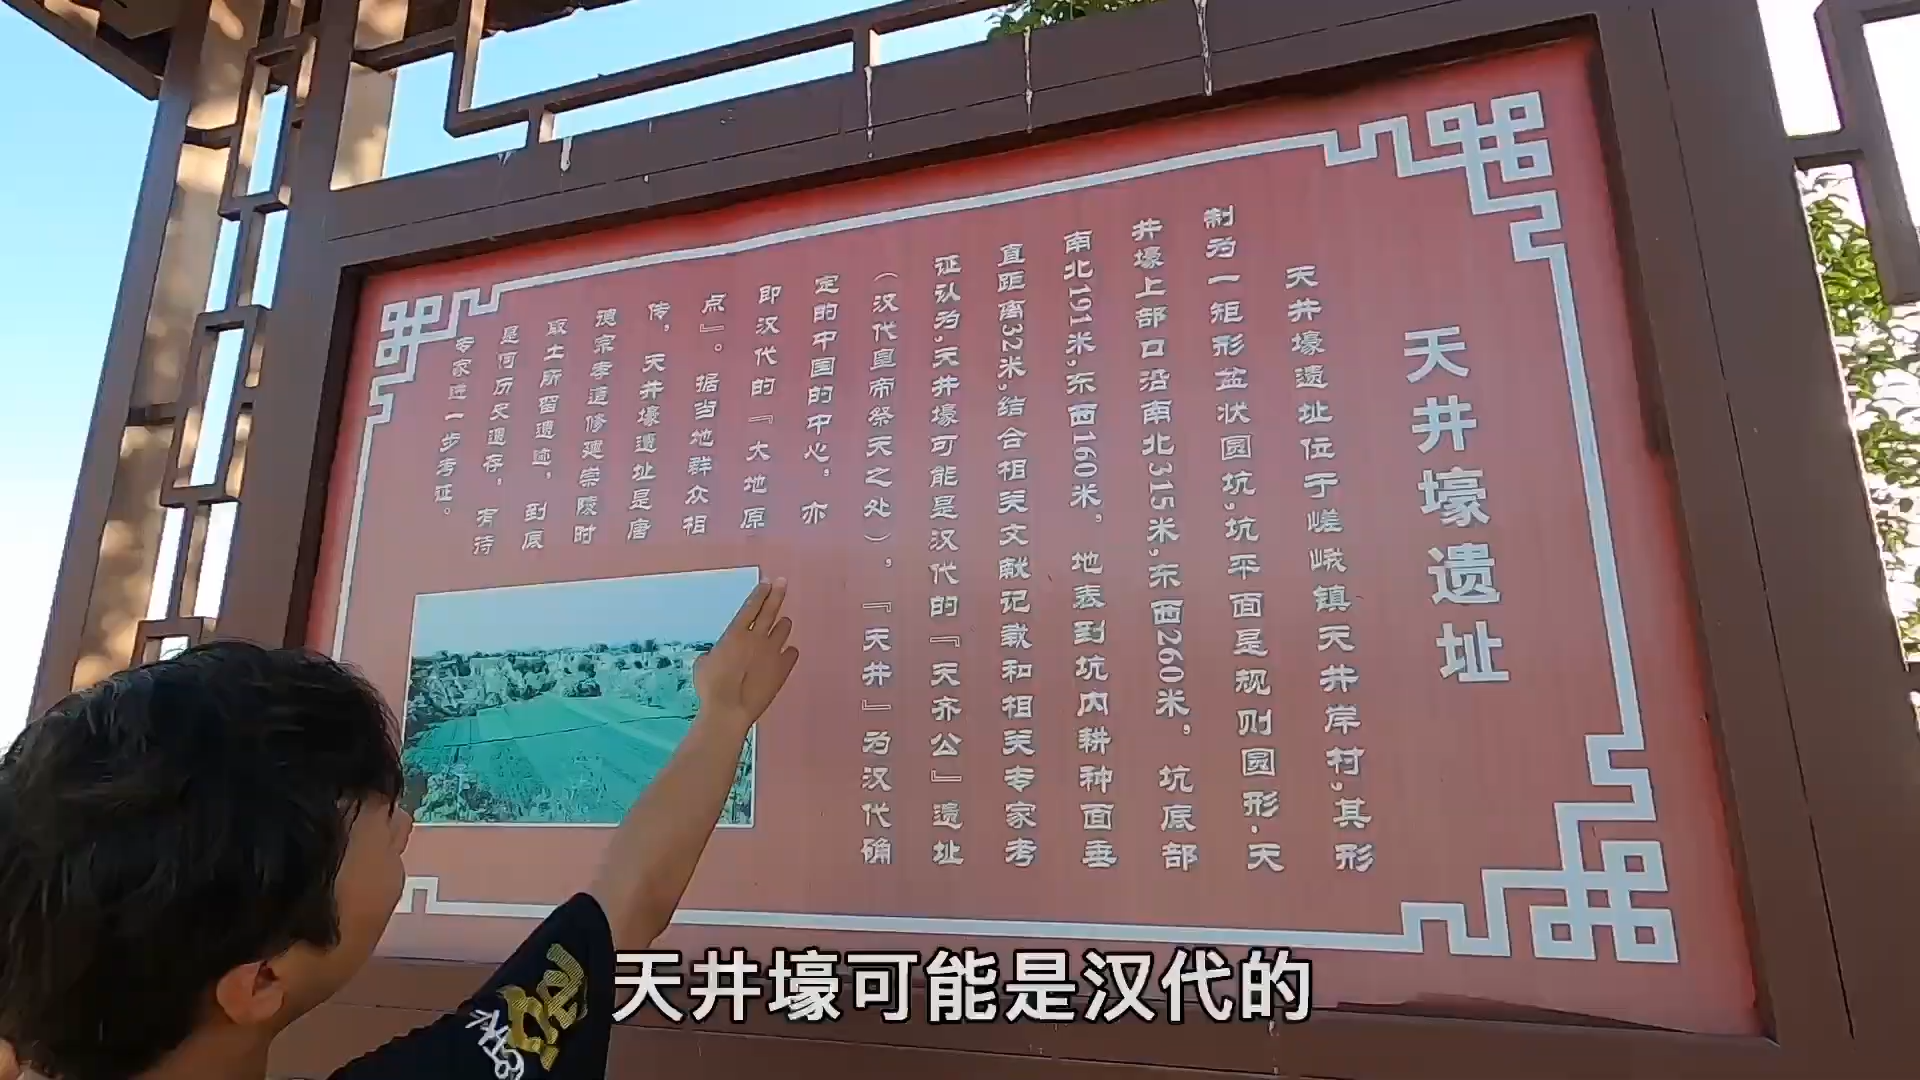 天井壕遗址
天井壕遗址位于嵯峨镇天井岸村，其形
制为一矩形盆状圆坑，坑平面是规则圆形.天
井壕上部口沿南北315米，东西260米，坑底部
南北191米，东西160米。地表到坑内耕种面垂
直距离32米，结合相关文献记载和相关专家考
证认为，天井壕可能是汉代的『天齐公』遗址
（汉代皇帝祭天之处），『天井』为汉代确
定的中国的中心，亦
即汉代的『大地原
点』。据当地群众相
传，天井壕遗址是唐
德宗孝道修建崇陵时
取土所留遗迹，到底
是何历史遗存，有待
专家进一步考证。
天井壕可能是汉代的